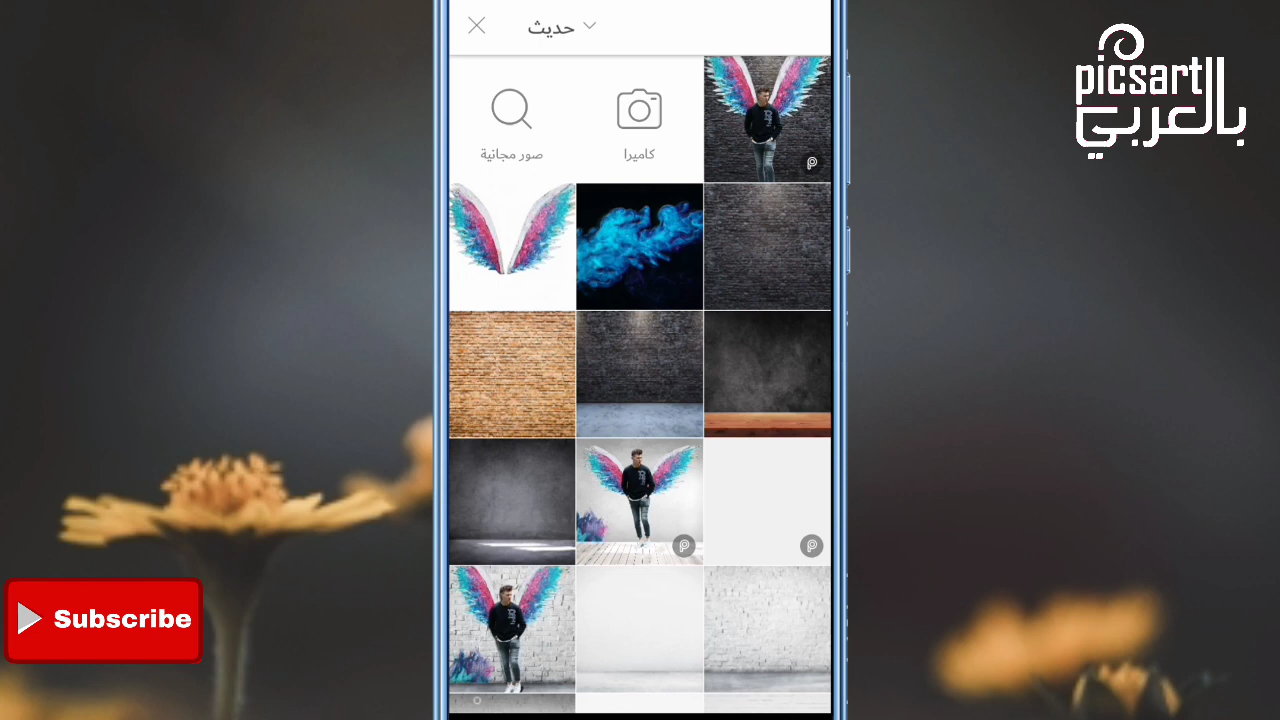 حديث
picsart
بالعربي
صور مجانية
كاميرا
Subscribe